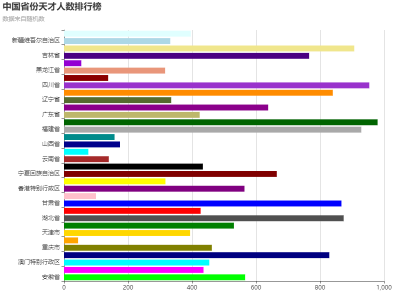 中国省份天才人数排行榜
数据来自随机数
新疆维吾尔自治区
吉林省
黑龙江省
四川省
辽宁省
广东省
福建省
山西省
云南省
宁夏回族自治区
香港特别行政区
甘肃省
湖北省
天津市
重庆市
澳门特别行政区
安徽省
0 200 400 600 800 1,000